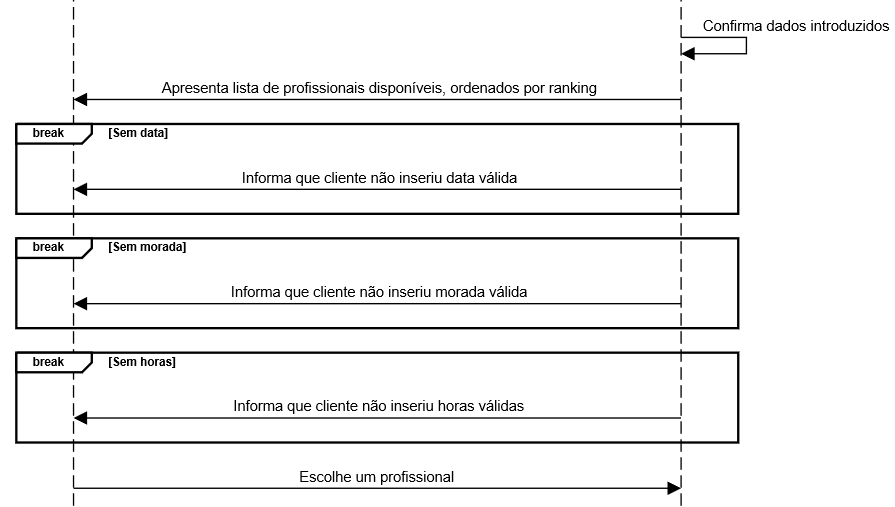 Confirma dados introduzidos
Apresenta lista de profissionais disponíveis, ordenados por ranking
break [Sem data]
Informa que cliente não inseriu data válida
break [Sem morada]
Informa que cliente não inseriu morada válida
break [Sem horas]
Informa que cliente não inseriu horas válidas
Escolhe um profissional